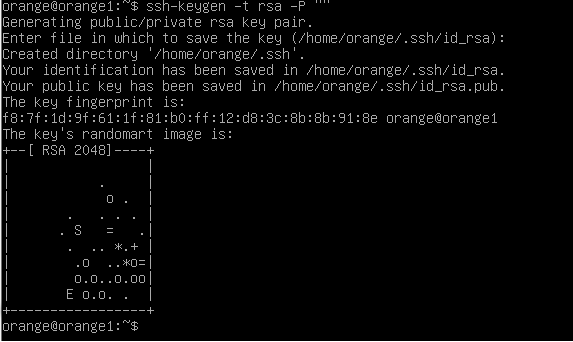 orange@orange1:~$ ssh-keygen -t rsa -P ""
Generating public/private rsa key pair.
Enter file in which to save the key (/home/orange/.ssh/id_rsa):
Created directory '/home/orange/.ssh'.
Your identification has been saved in /home/orange/.ssh/id_rsa.
Your public key has been saved in /home/orange/.ssh/id_rsa.pub.
The key fingerprint is:
f8:7f:1d:9f:61:1f:81:b0:ff:12:d8:3c:8b:8b:91:8e orange@orange1
The key's randomart image is:
+--[ RSA 2048]----+
|                 |
|           .     |
|            o .  |
|       .   . . . |
|      . S   =   .|
|       .  .. *.+ |
|        .o  ..*o=|
|        o.o..o.oo|
|       E o.o. .  |
+-----------------+
orange@orange1:~$